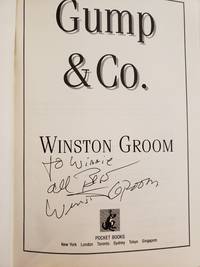 Gump
& Co.
WINSTON GROOM
to Winnie
all Best
Winston Groom
POCKET BOOKS
New York London Toronto Sydney Tokyo Singapore